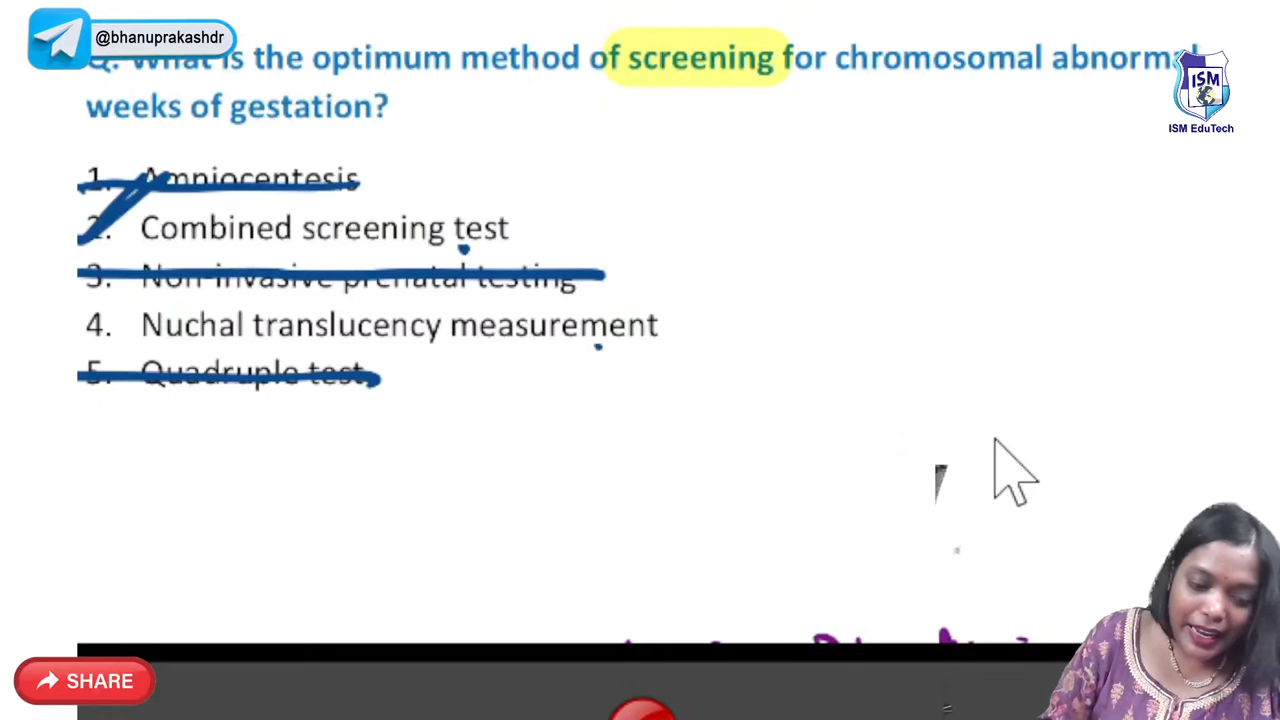 @bhanuprakashdr
Q. What is the optimum method of screening for chromosomal abnormal
weeks of gestation?
ISM
ISM EduTech
1. Amniocentesis
2. Combined screening test
3. Non-invasive prenatal testing
4. Nuchal translucency measurement
5. Quadruple test
SHARE